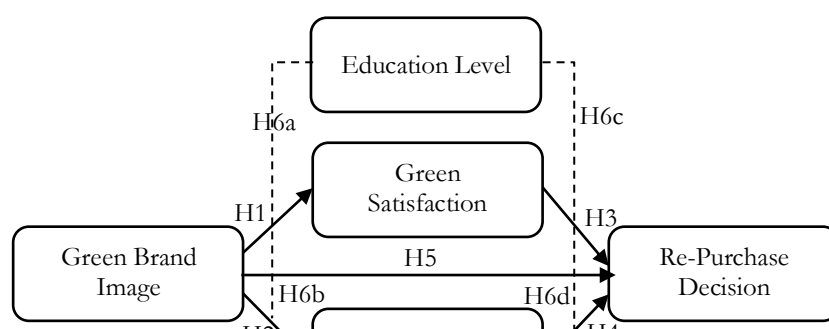 Education Level
H6a
H6c
Green
Satisfaction
H1
H3
Green Brand
Image
H5
Re-Purchase
Decision
H6b
H6d